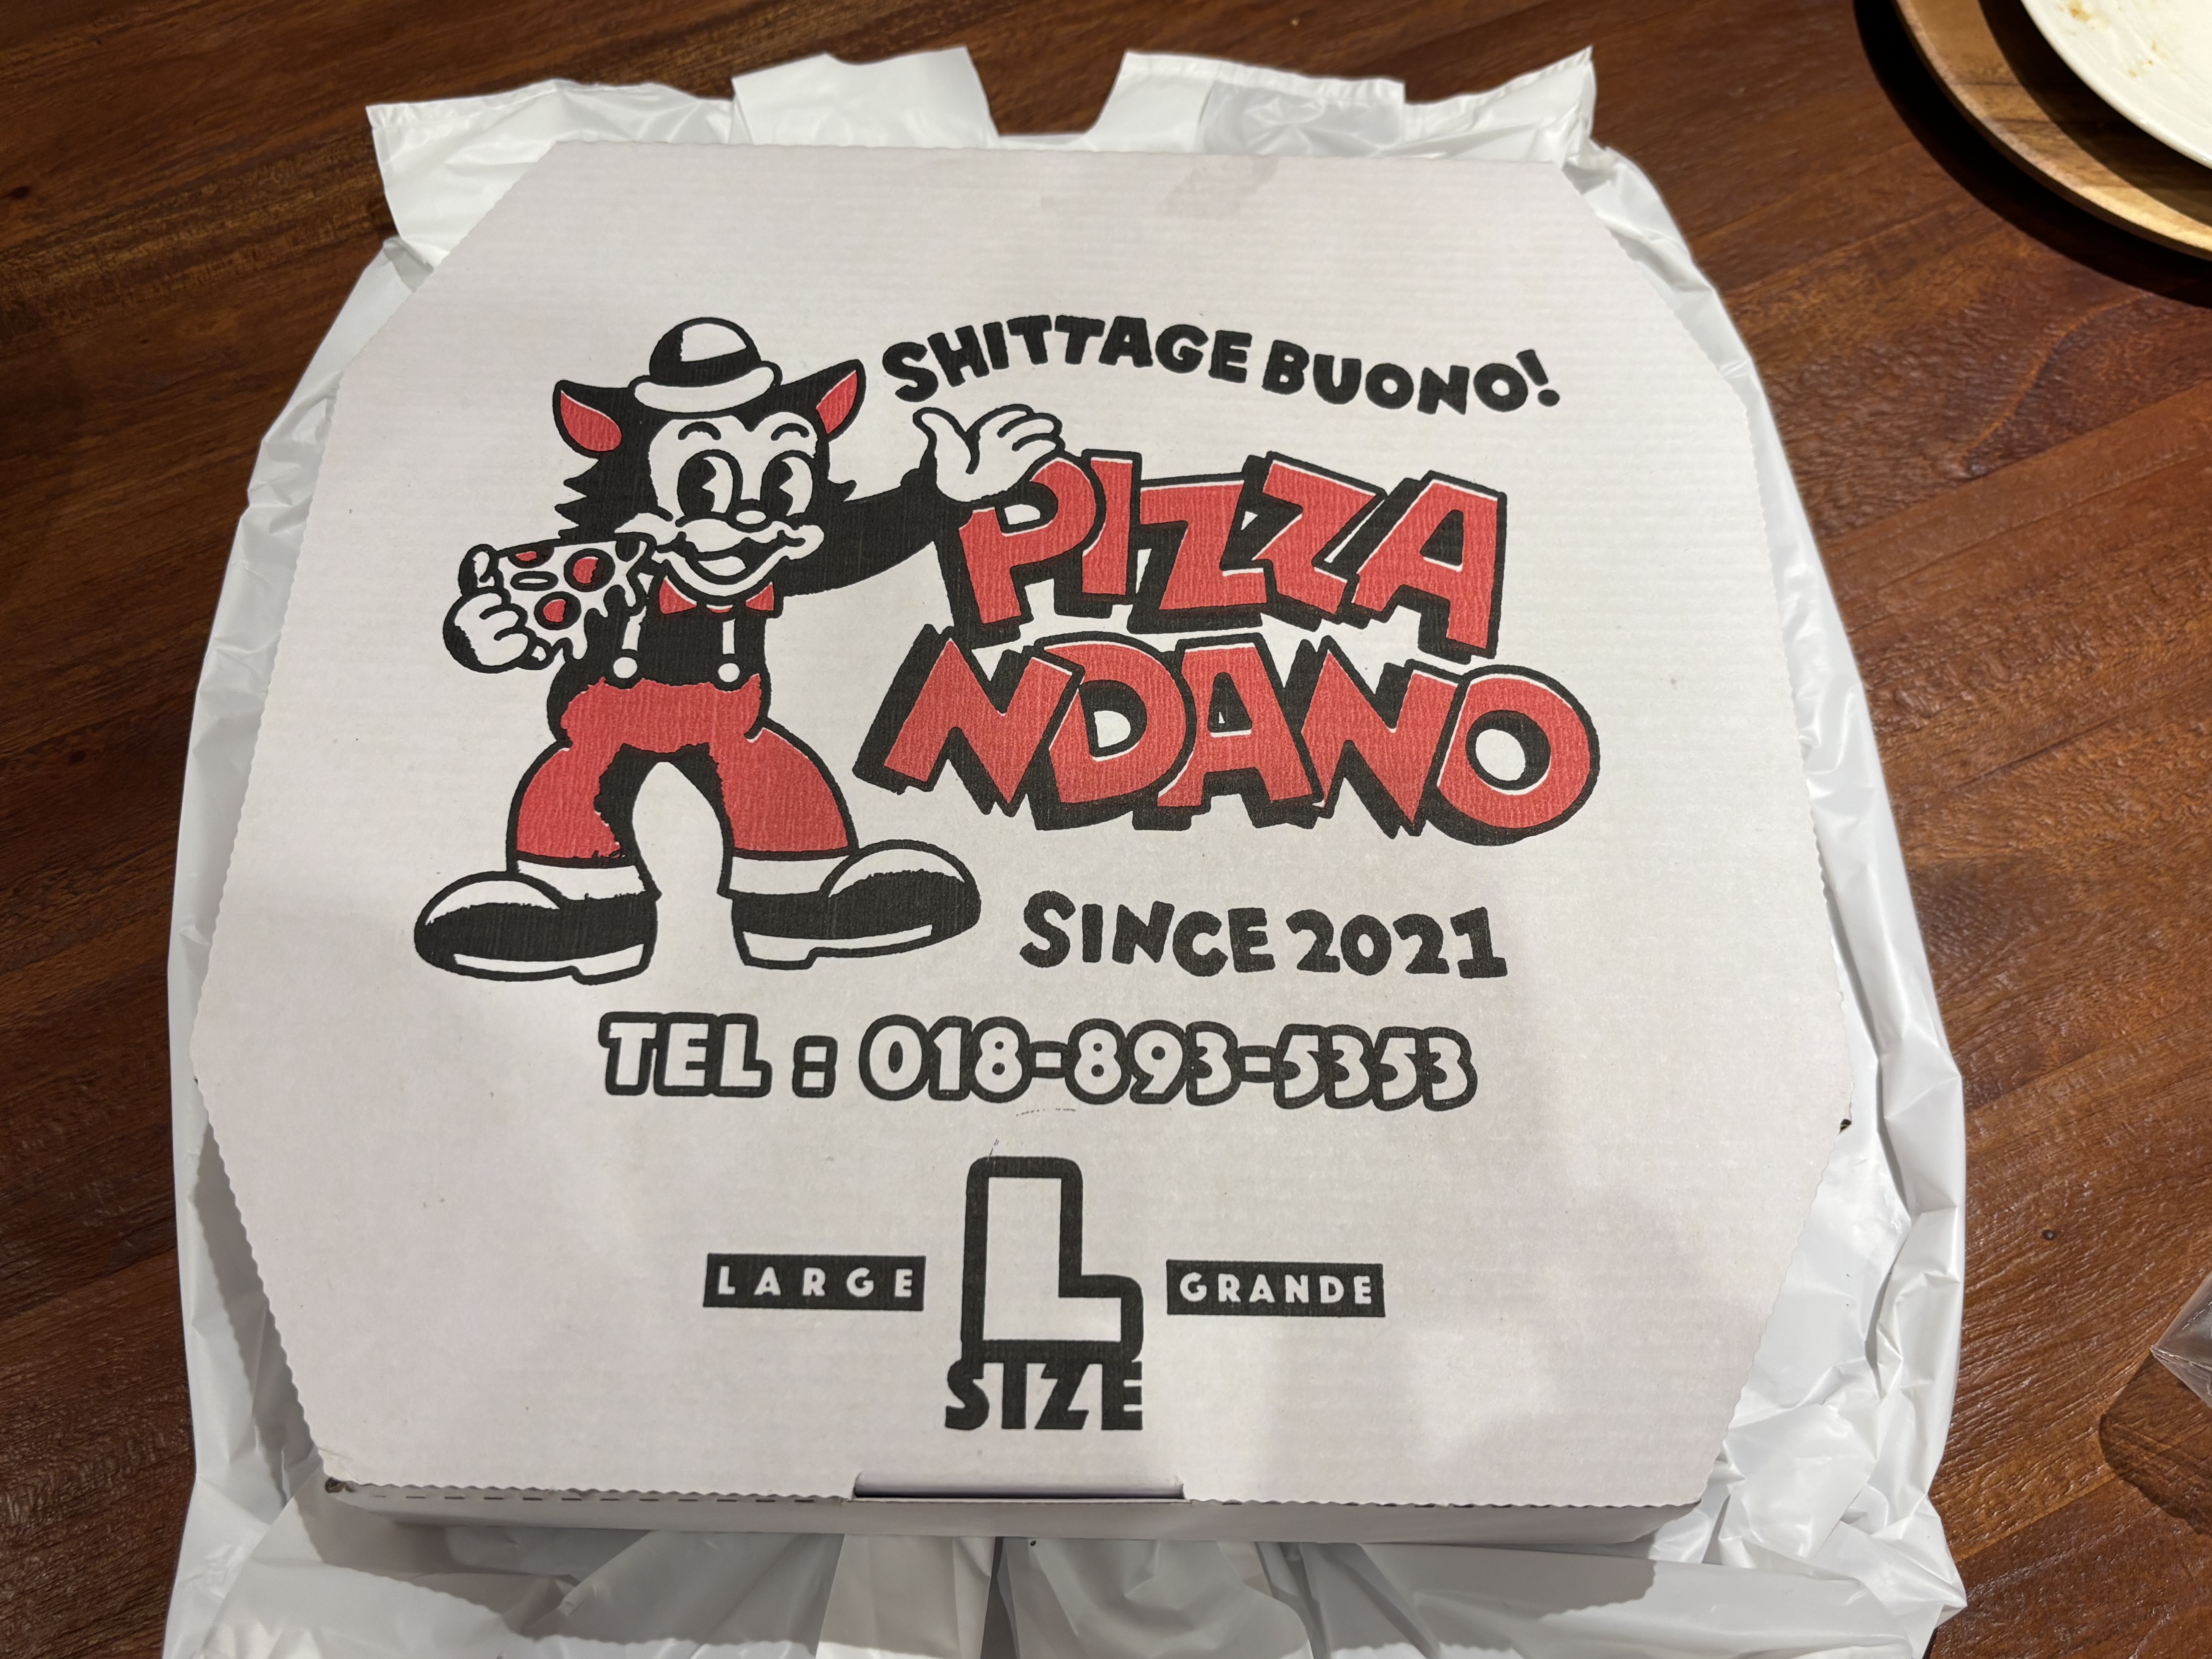 SHITTAGE BUONO!
PIZZA
NDANO
SINCE 2021
TEL : 018-893-5353
LARGE L GRANDE
SIZE